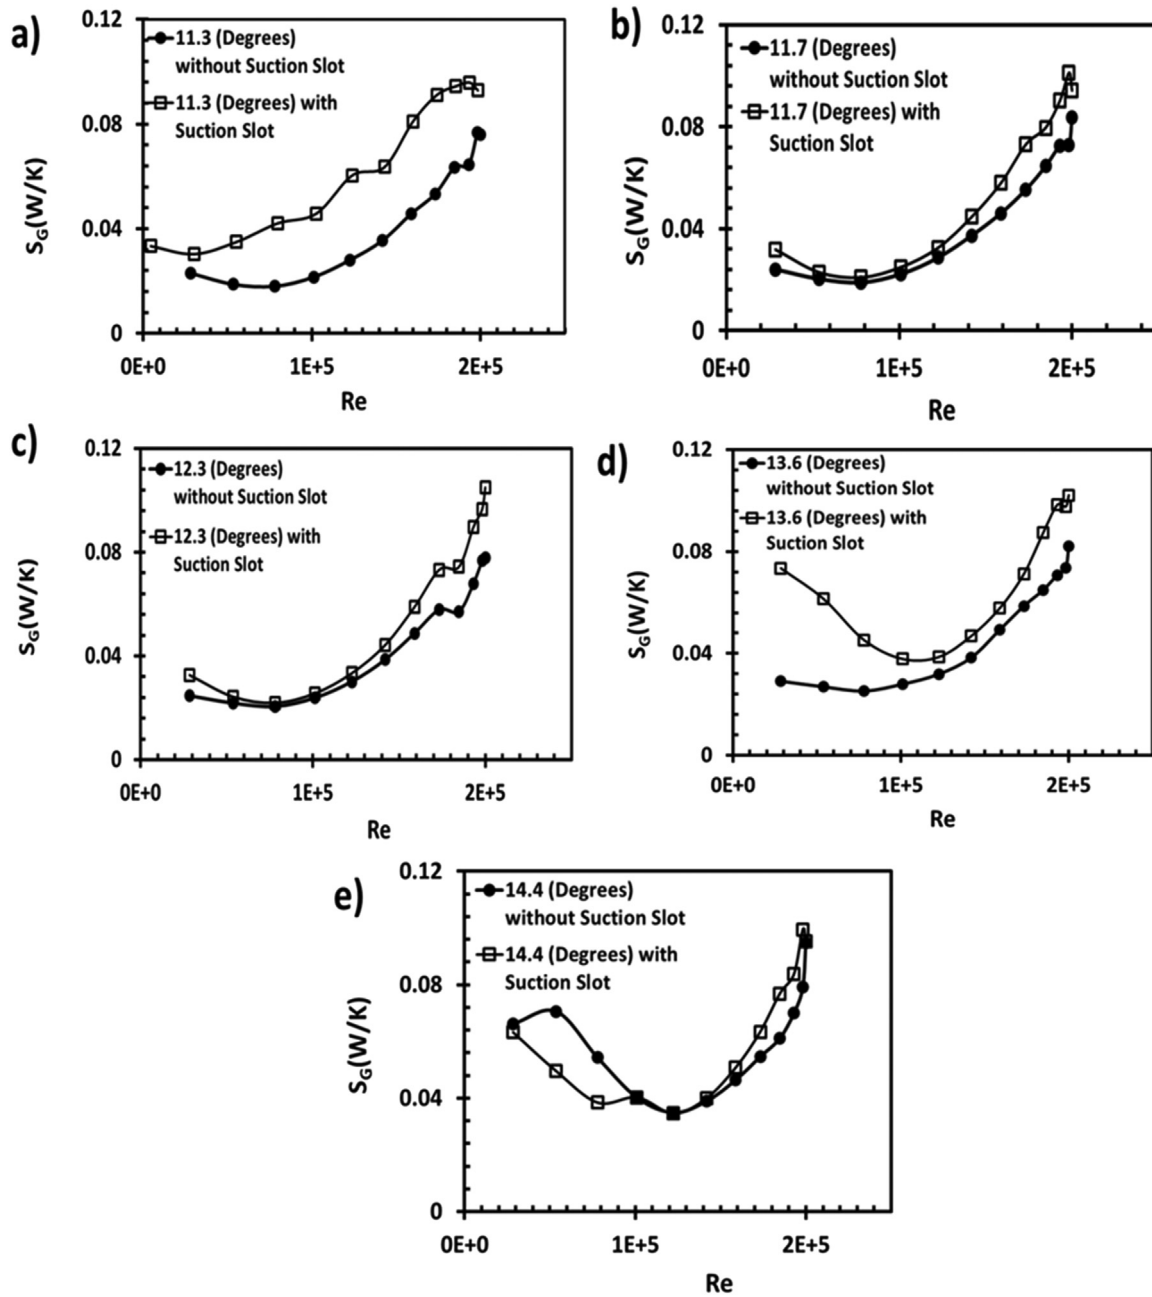 a)
0.12
11.3 (Degrees)
without Suction Slot
11.3 (Degrees) with
Suction Slot
0.08
0.04
0
S_G(W/K)
0E+0 1E+5 2E+5
Re
b)
0.12
11.7 (Degrees)
without Suction Slot
11.7 (Degrees) with
Suction Slot
0.08
0.04
0
S_G(W/K)
0E+0 1E+5 2E+5
Re
c)
0.12
12.3 (Degrees)
without Suction Slot
12.3 (Degrees) with
Suction Slot
0.08
0.04
0
S_G(W/K)
0E+0 1E+5 2E+5
Re
d)
0.12
13.6 (Degrees)
without Suction Slot
13.6 (Degrees) with
Suction Slot
0.08
0.04
0
S_G(W/K)
0E+0 1E+5 2E+5
Re
e)
0.12
14.4 (Degrees)
without Suction Slot
14.4 (Degrees) with
Suction Slot
0.08
0.04
0
S_G(W/K)
0E+0 1E+5 2E+5
Re